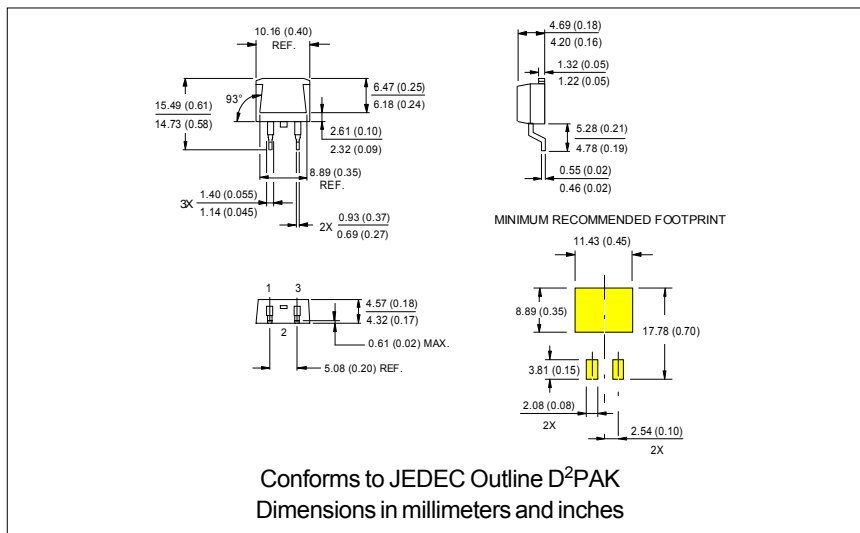 10.16 (0.40)
REF.
15.49 (0.61)
14.73 (0.58)
93°
6.47 (0.25)
6.18 (0.24)
2.61 (0.10)
2.32 (0.09)
8.89 (0.35)
REF.
3X
1.40 (0.055)
1.14 (0.045)
2X
0.93 (0.37)
0.69 (0.27)
4.69 (0.18)
4.20 (0.16)
1.32 (0.05)
1.22 (0.05)
5.28 (0.21)
4.78 (0.19)
0.55 (0.02)
0.46 (0.02)
1 3
2
4.57 (0.18)
4.32 (0.17)
0.61 (0.02) MAX.
5.08 (0.20) REF.
MINIMUM RECOMMENDED FOOTPRINT
11.43 (0.45)
8.89 (0.35)
17.78 (0.70)
3.81 (0.15)
2.08 (0.08)
2X
2.54 (0.10)
2X
Conforms to JEDEC Outline D²PAK
Dimensions in millimeters and inches